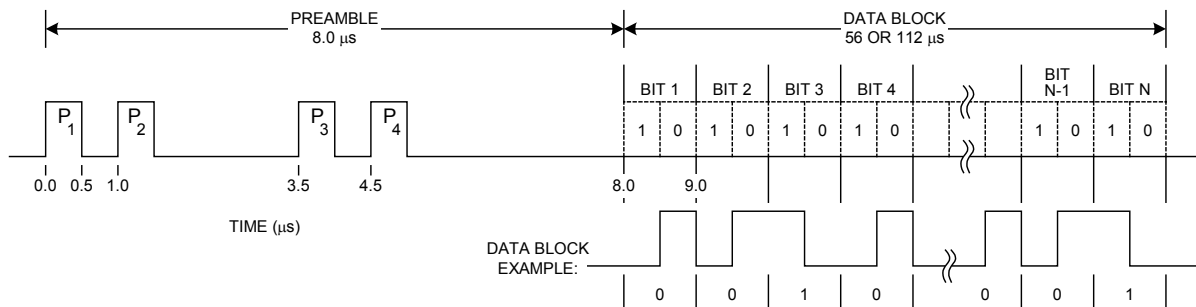 PREAMBLE
8.0 μs
DATA BLOCK
56 OR 112 μs
BIT 1 BIT 2 BIT 3 BIT 4 BIT N-1 BIT N
P1 P2 P3 P4
1 0 1 0 1 0 1 0 1 0 1 0
0.0 0.5 1.0 3.5 4.5 8.0 9.0
TIME (μs)
DATA BLOCK
EXAMPLE:
0 0 1 0 0 0 1